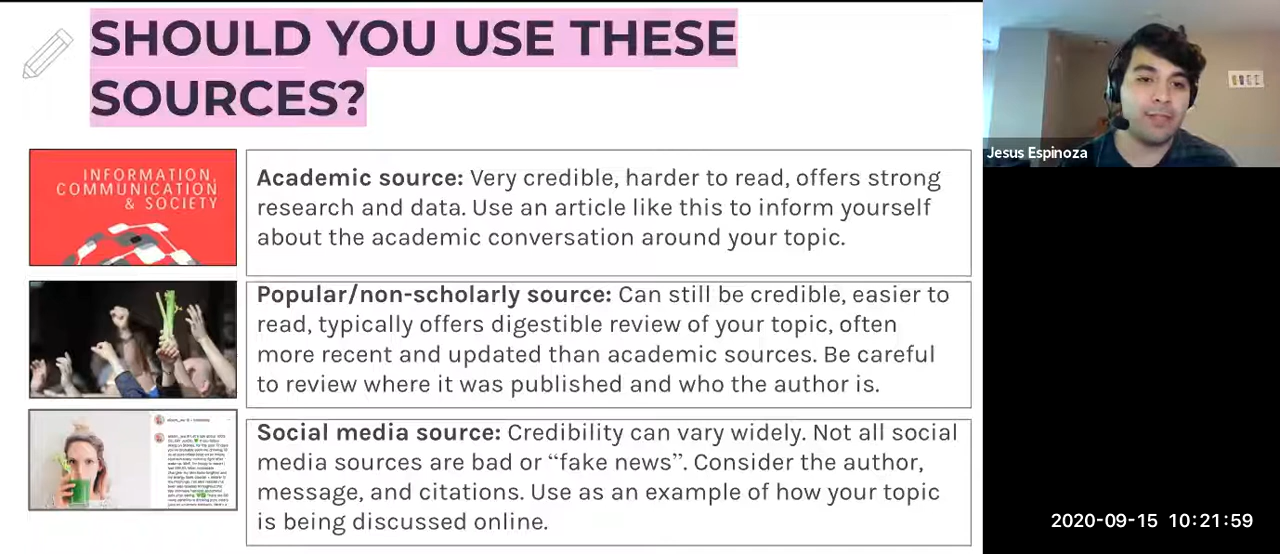 SHOULD YOU USE THESE
SOURCES?
INFORMATION,
COMMUNICATION
& SOCIETY
Academic source: Very credible, harder to read, offers strong
research and data. Use an article like this to inform yourself
about the academic conversation around your topic.
Popular/non-scholarly source: Can still be credible, easier to
read, typically offers digestible review of your topic, often
more recent and updated than academic sources. Be careful
to review where it was published and who the author is.
Social media source: Credibility can vary widely. Not all social
media sources are bad or “fake news”. Consider the author,
message, and citations. Use as an example of how your topic
is being discussed online.
Jesus Espinoza
2020-09-15 10:21:59